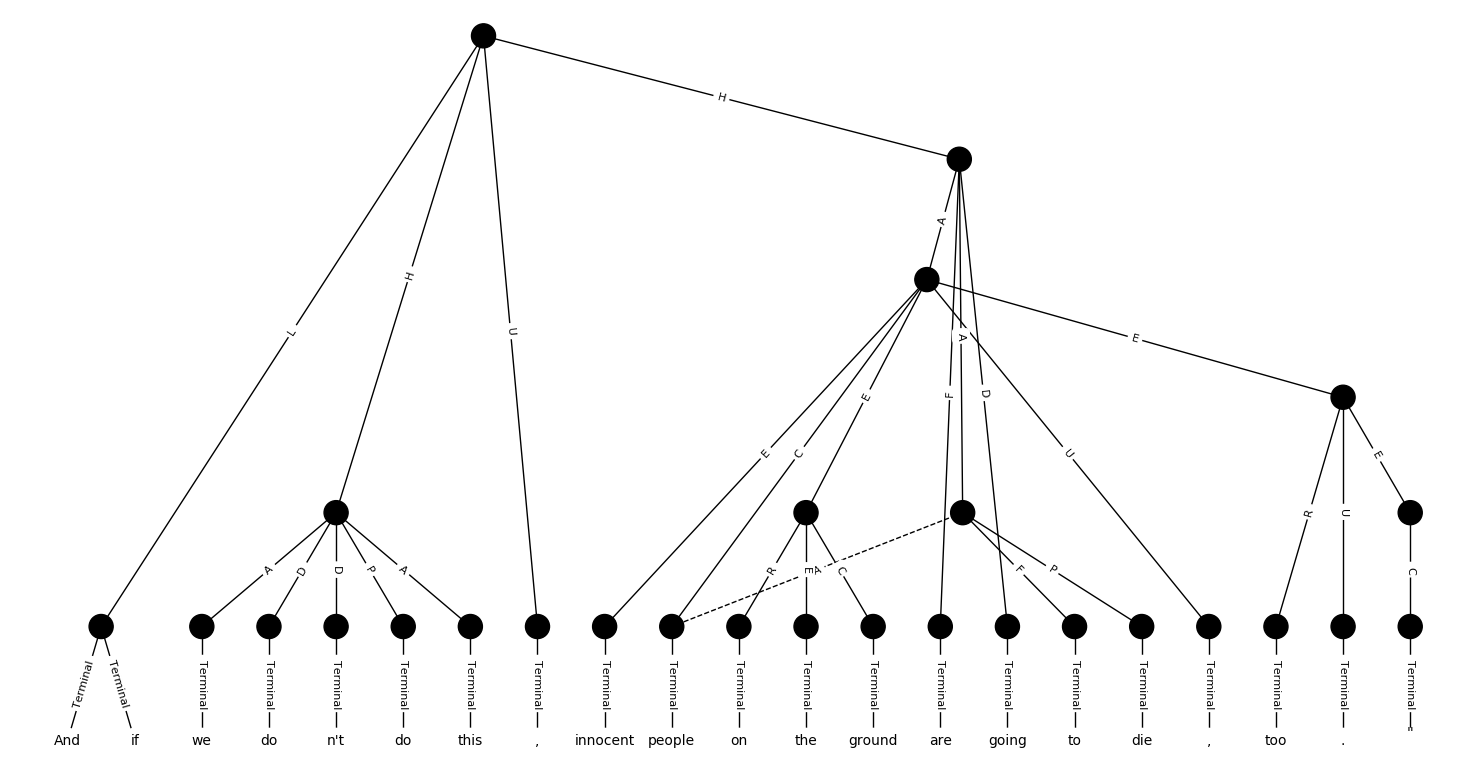 H
A
L
H
U
E
A
E
F
D
E
C
U
E
R
U
A
D
D
P
A
R
E
A
C
F
P
C
Terminal Terminal Terminal Terminal Terminal Terminal Terminal Terminal Terminal Terminal Terminal Terminal Terminal Terminal Terminal Terminal Terminal Terminal Terminal Terminal Terminal
And if we do n't do this , innocent people on the ground are going to die , too . "